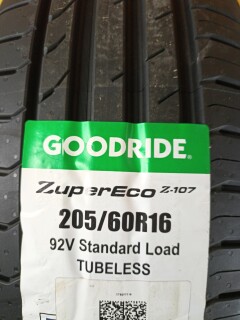 GOODRIDE
ZuperEco Z-107
205/60R16
92V Standard Load
TUBELESS